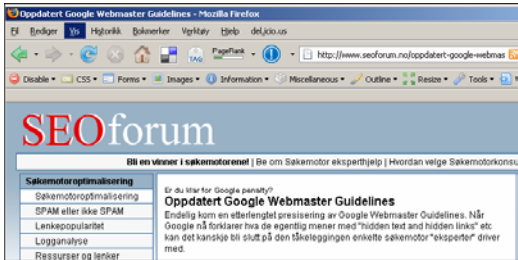 Oppdatert Google Webmaster Guidelines - Mozilla Firefox
Fil Rediger Vis Historikk Bokmerker Verktøy Hjelp del.icio.us
TAG PageRank http://www.seoforum.no/oppdatert-google-webmas
Disable CSS Forms Images Information Miscellaneous Outline Resize Tools
SEOforum
Bli en vinner i søkemotorene! | Be om Søkemotor eksperthjelp | Hvordan velge Søkemotorkonsu
Søkemotoroptimalisering
Søkemotoroptimalisering
SPAM eller ikke SPAM
Lenkepopularitet
Logganalyse
Ressurser og lenker
Er du klar for Google penalty?
Oppdatert Google Webmaster Guidelines
Endelig kom en etterlengtet presisering av Google Webmaster Guidelines. Når
Google nå forklarer hva de egentlig mener med "hidden text and hidden links" etc
kan det kanskje bli slutt på den tåkeleggingen enkelte søkemotor "eksperter" driver
med.